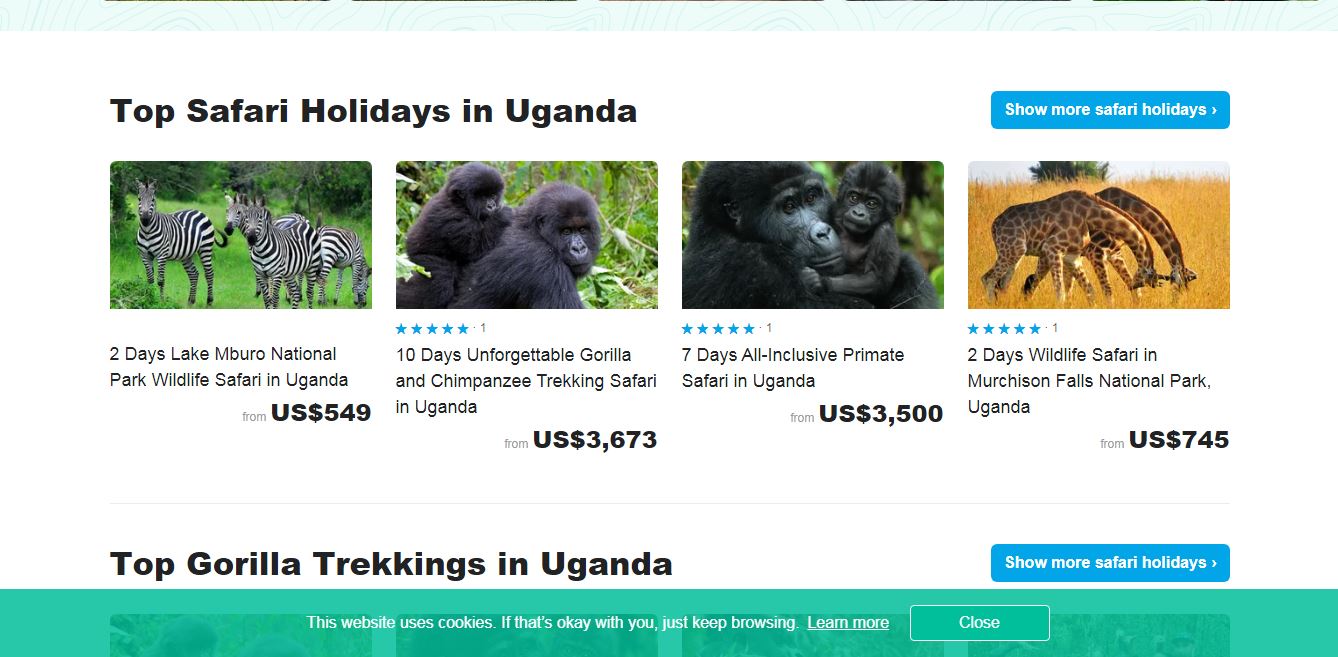 Top Safari Holidays in Uganda
Show more safari holidays ›
2 Days Lake Mburo National
Park Wildlife Safari in Uganda
from US$549
★★★★★ · 1
10 Days Unforgettable Gorilla
and Chimpanzee Trekking Safari
in Uganda
from US$3,673
★★★★★ · 1
7 Days All-Inclusive Primate
Safari in Uganda
from US$3,500
★★★★★ · 1
2 Days Wildlife Safari in
Murchison Falls National Park,
Uganda
from US$745
Top Gorilla Trekkings in Uganda
Show more safari holidays ›
This website uses cookies. If that's okay with you, just keep browsing. Learn more
Close